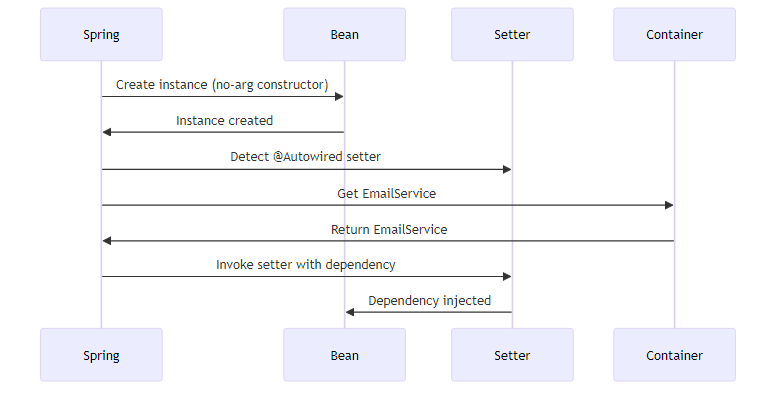 Spring Bean Setter Container
Create instance (no-arg constructor)
Instance created
Detect @Autowired setter
Get EmailService
Return EmailService
Invoke setter with dependency
Dependency injected
Spring Bean Setter Container